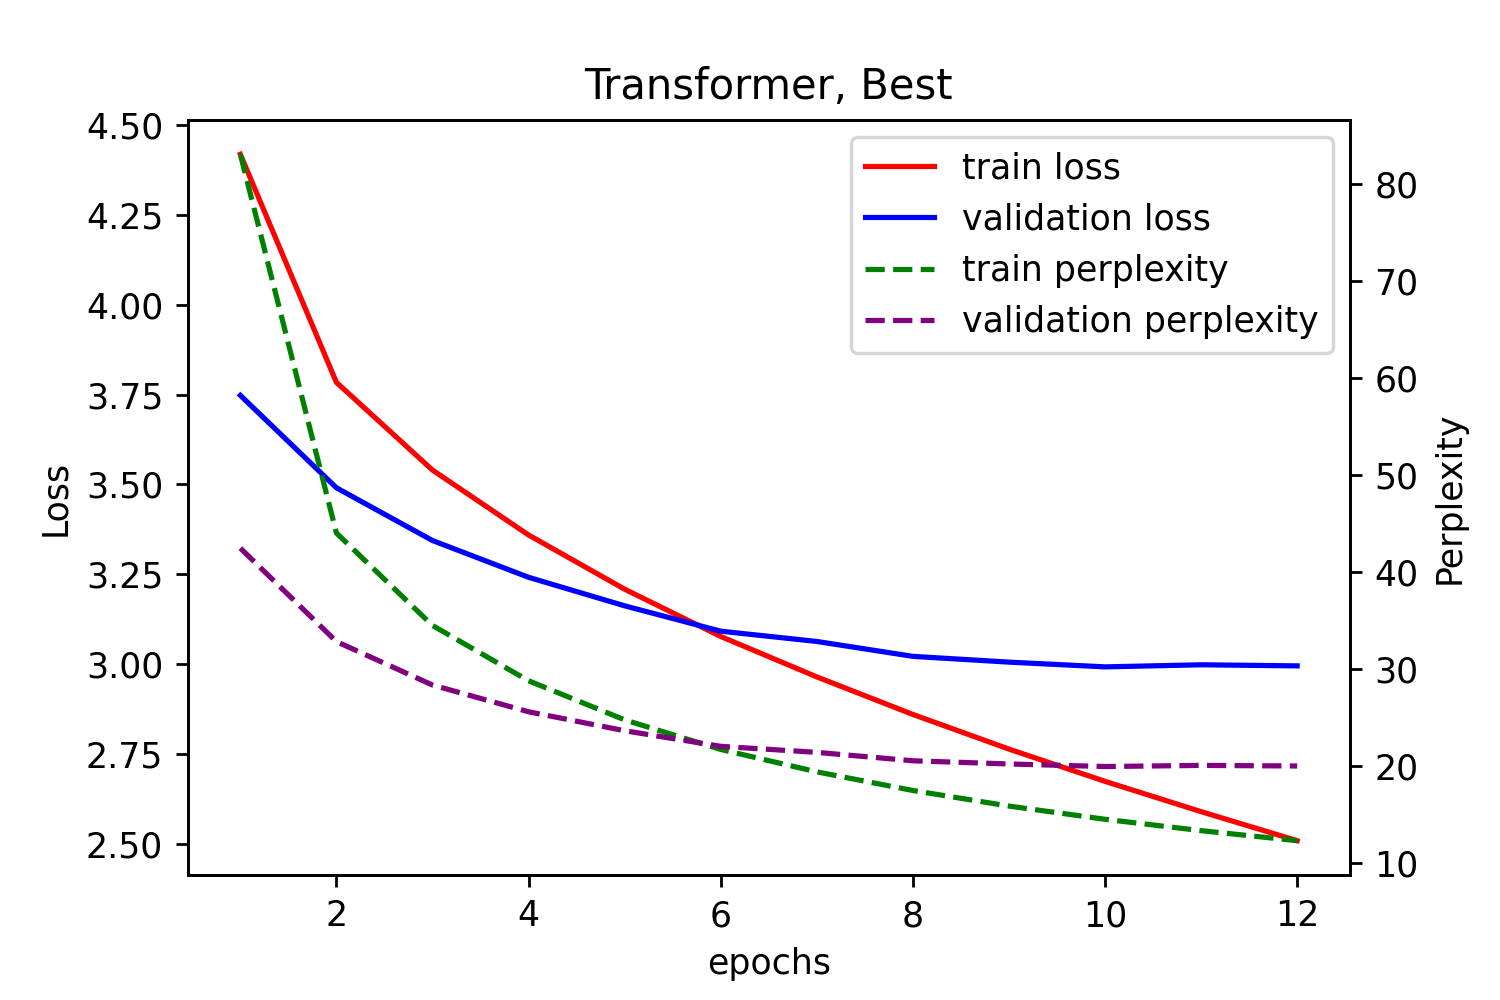 Transformer, Best
train loss
validation loss
train perplexity
validation perplexity
Loss
4.50
4.25
4.00
3.75
3.50
3.25
3.00
2.75
2.50
Perplexity
80
70
60
50
40
30
20
10
2 4 6 8 10 12
epochs